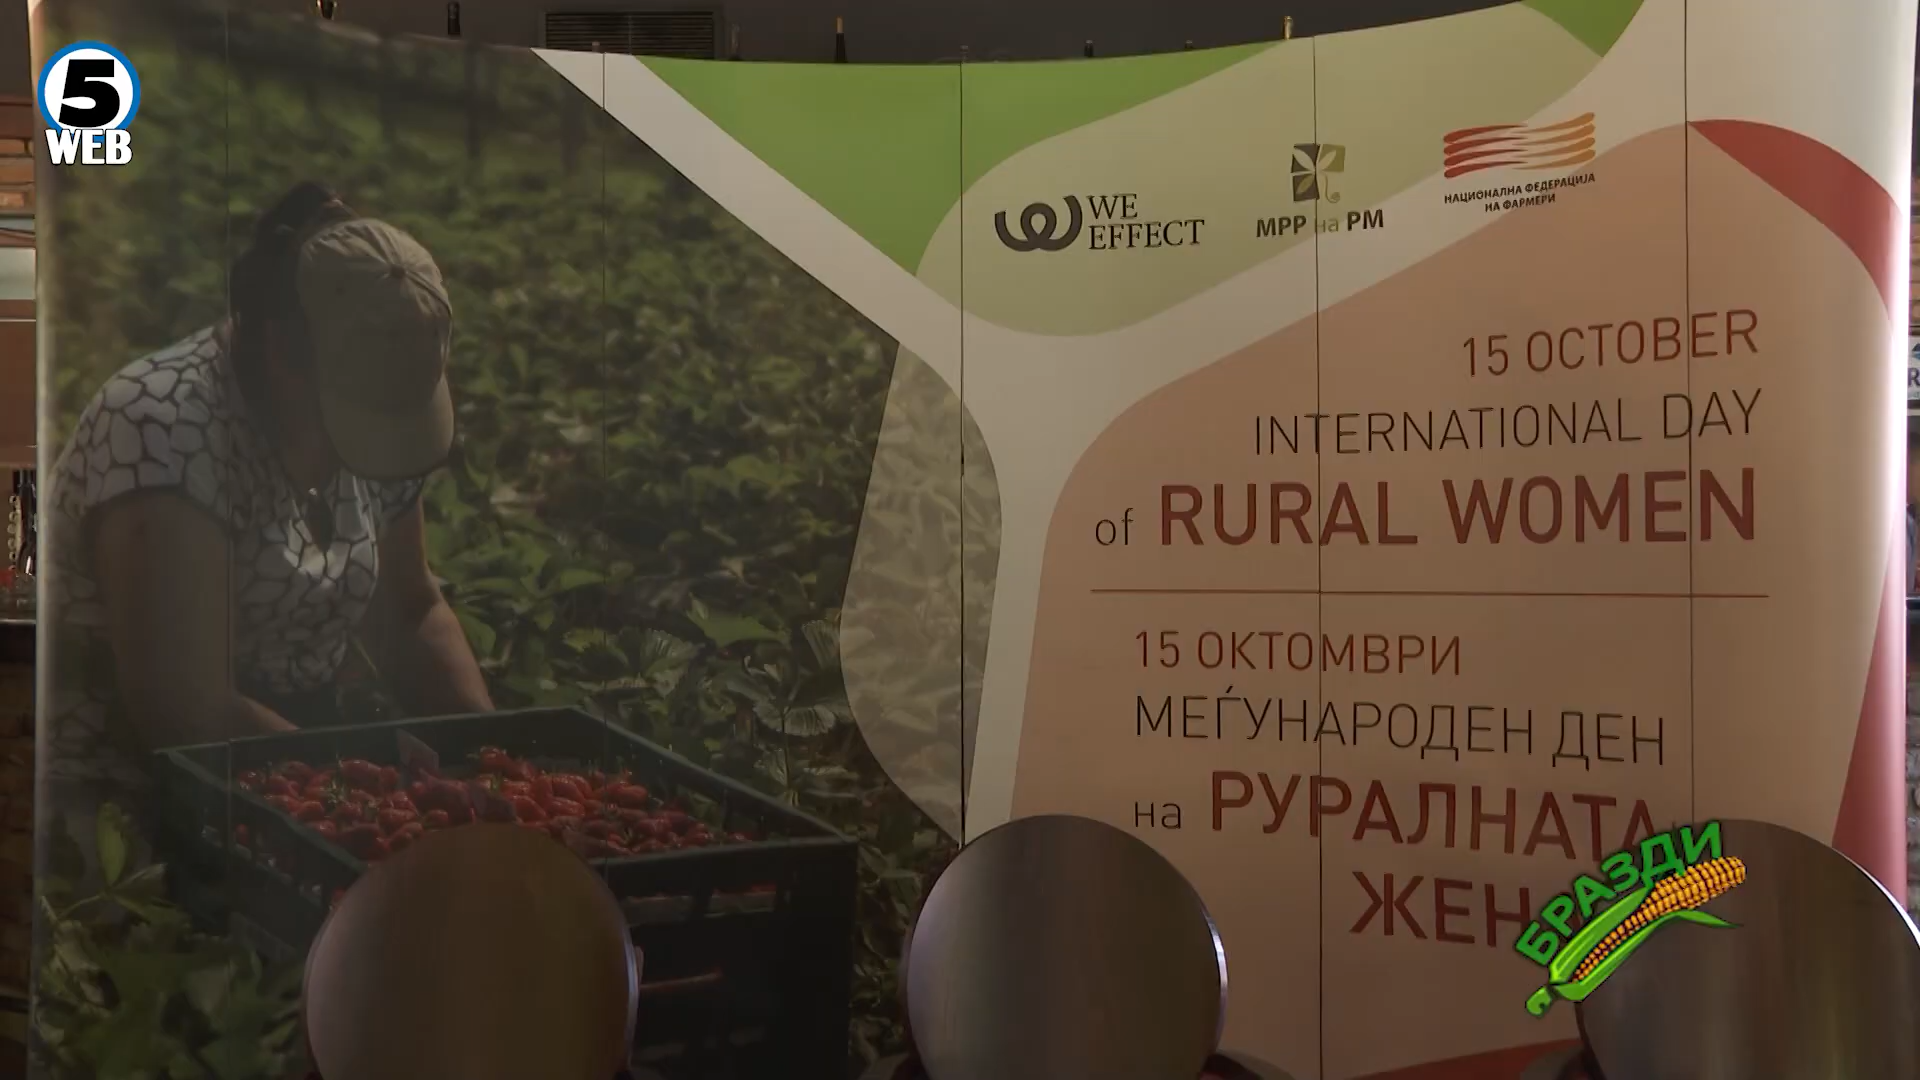 5
WEB
WE
EFFECT
МРР на РМ
НАЦИОНАЛНА ФЕДЕРАЦИЈА
НА ФАРМЕРИ
15 OCTOBER
INTERNATIONAL DAY
of RURAL WOMEN
15 ОКТОМВРИ
МЕЃУНАРОДЕН ДЕН
на РУРАЛНАТА
БРАЗДИ